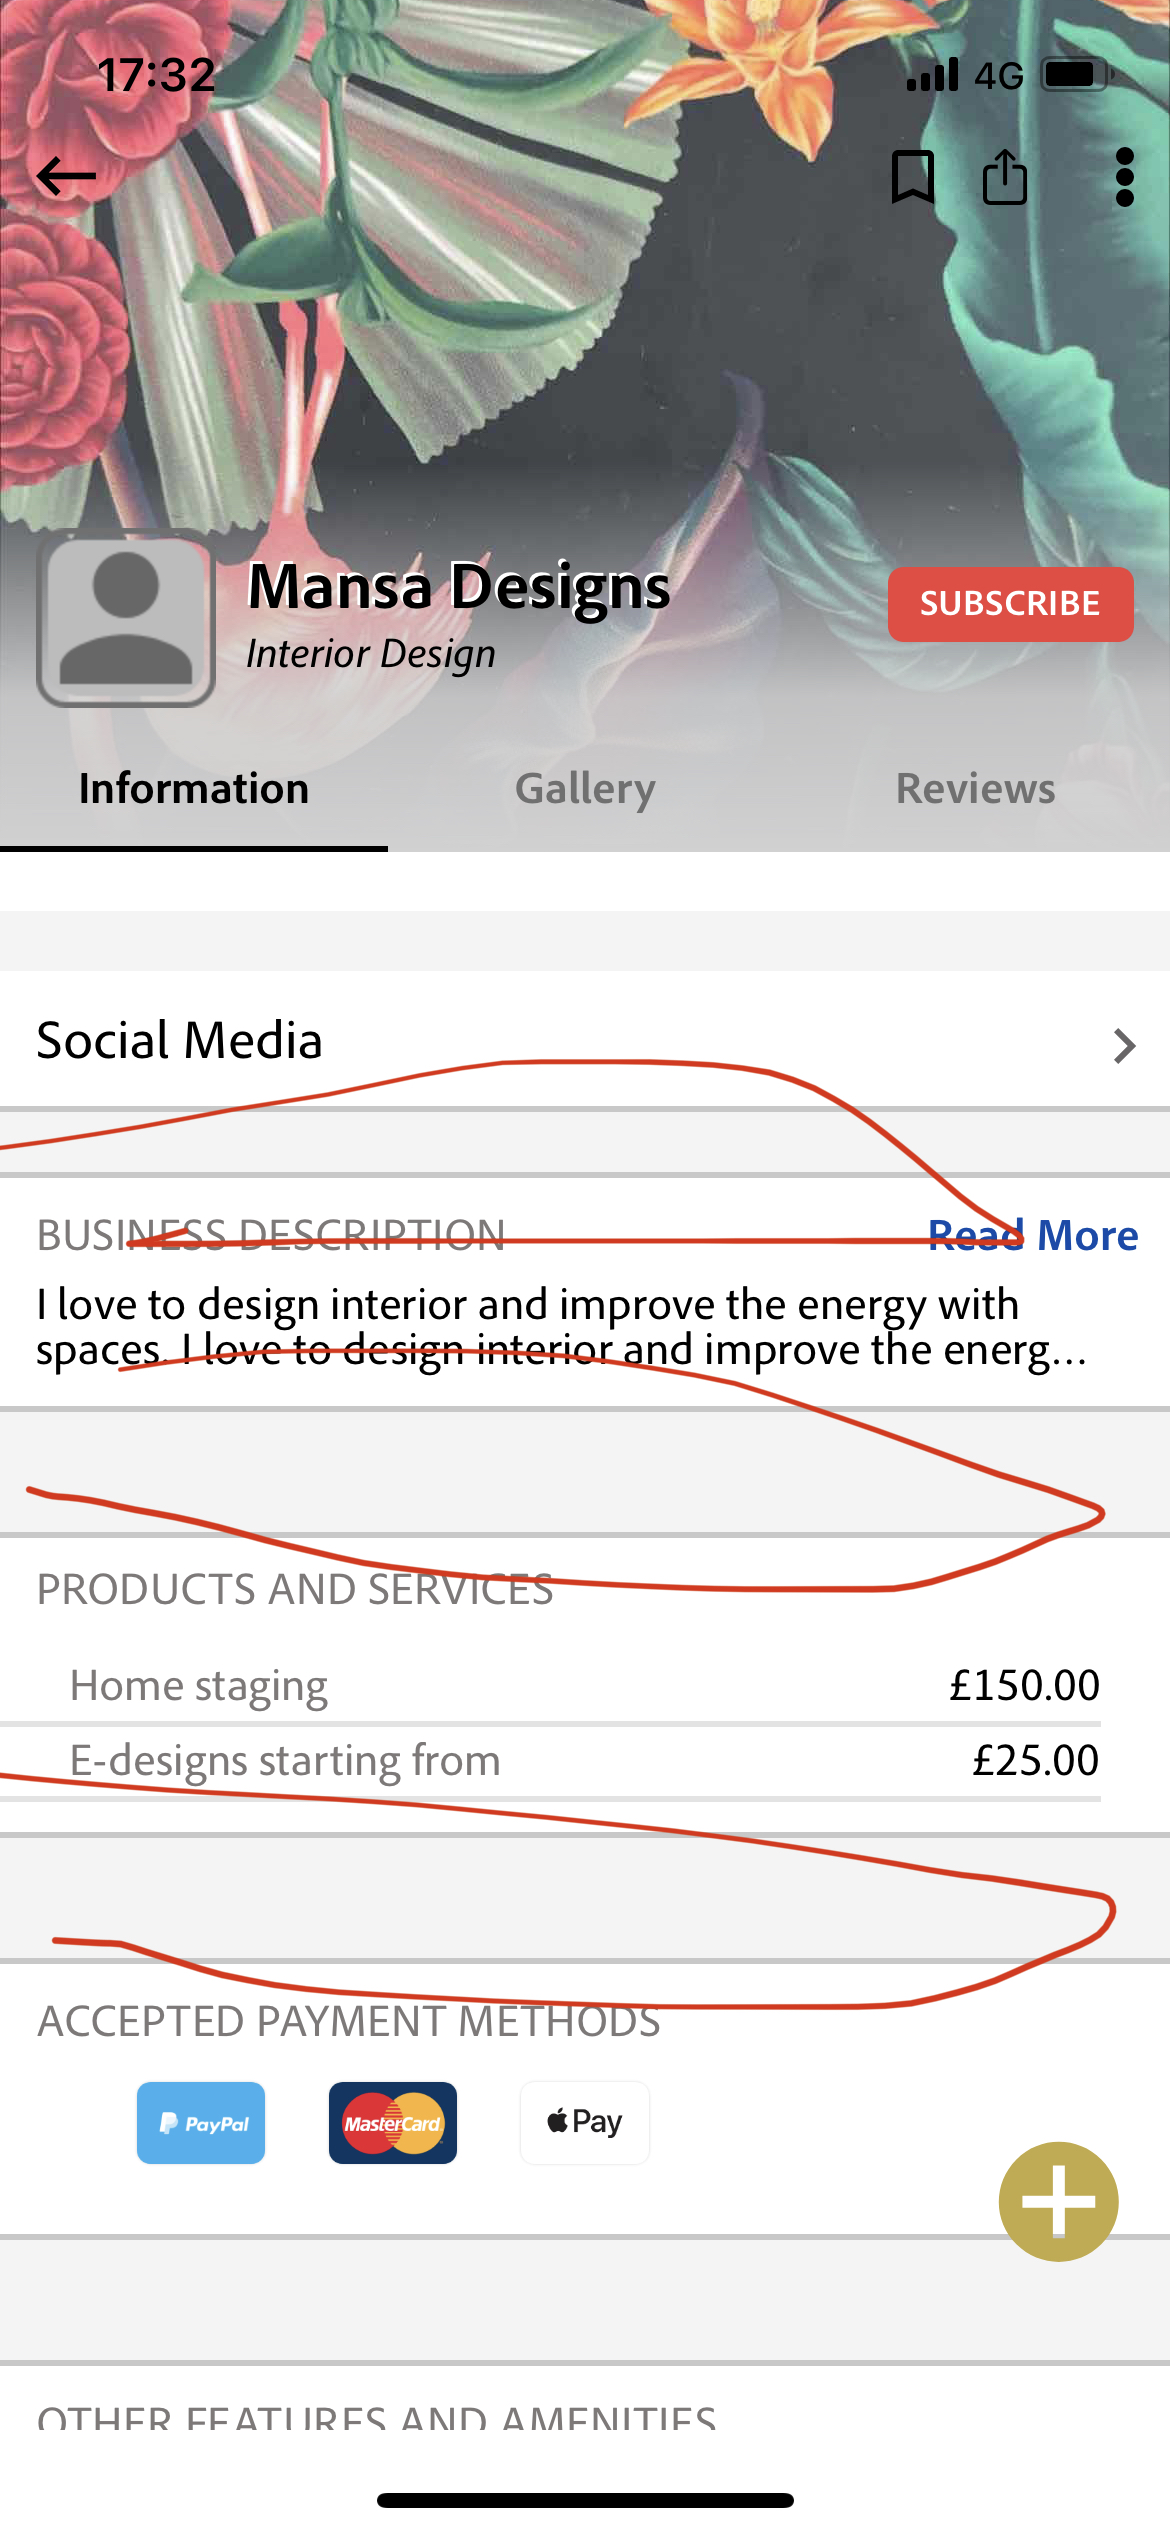 17:32 4G
Mansa Designs
Interior Design
SUBSCRIBE
Information Gallery Reviews
Social Media
BUSINESS DESCRIPTION Read More
I love to design interior and improve the energy with
spaces. I love to design interior and improve the energ...
PRODUCTS AND SERVICES
Home staging £150.00
E-designs starting from £25.00
ACCEPTED PAYMENT METHODS
PayPal MasterCard Pay
OTHER FEATURES AND AMENITIES